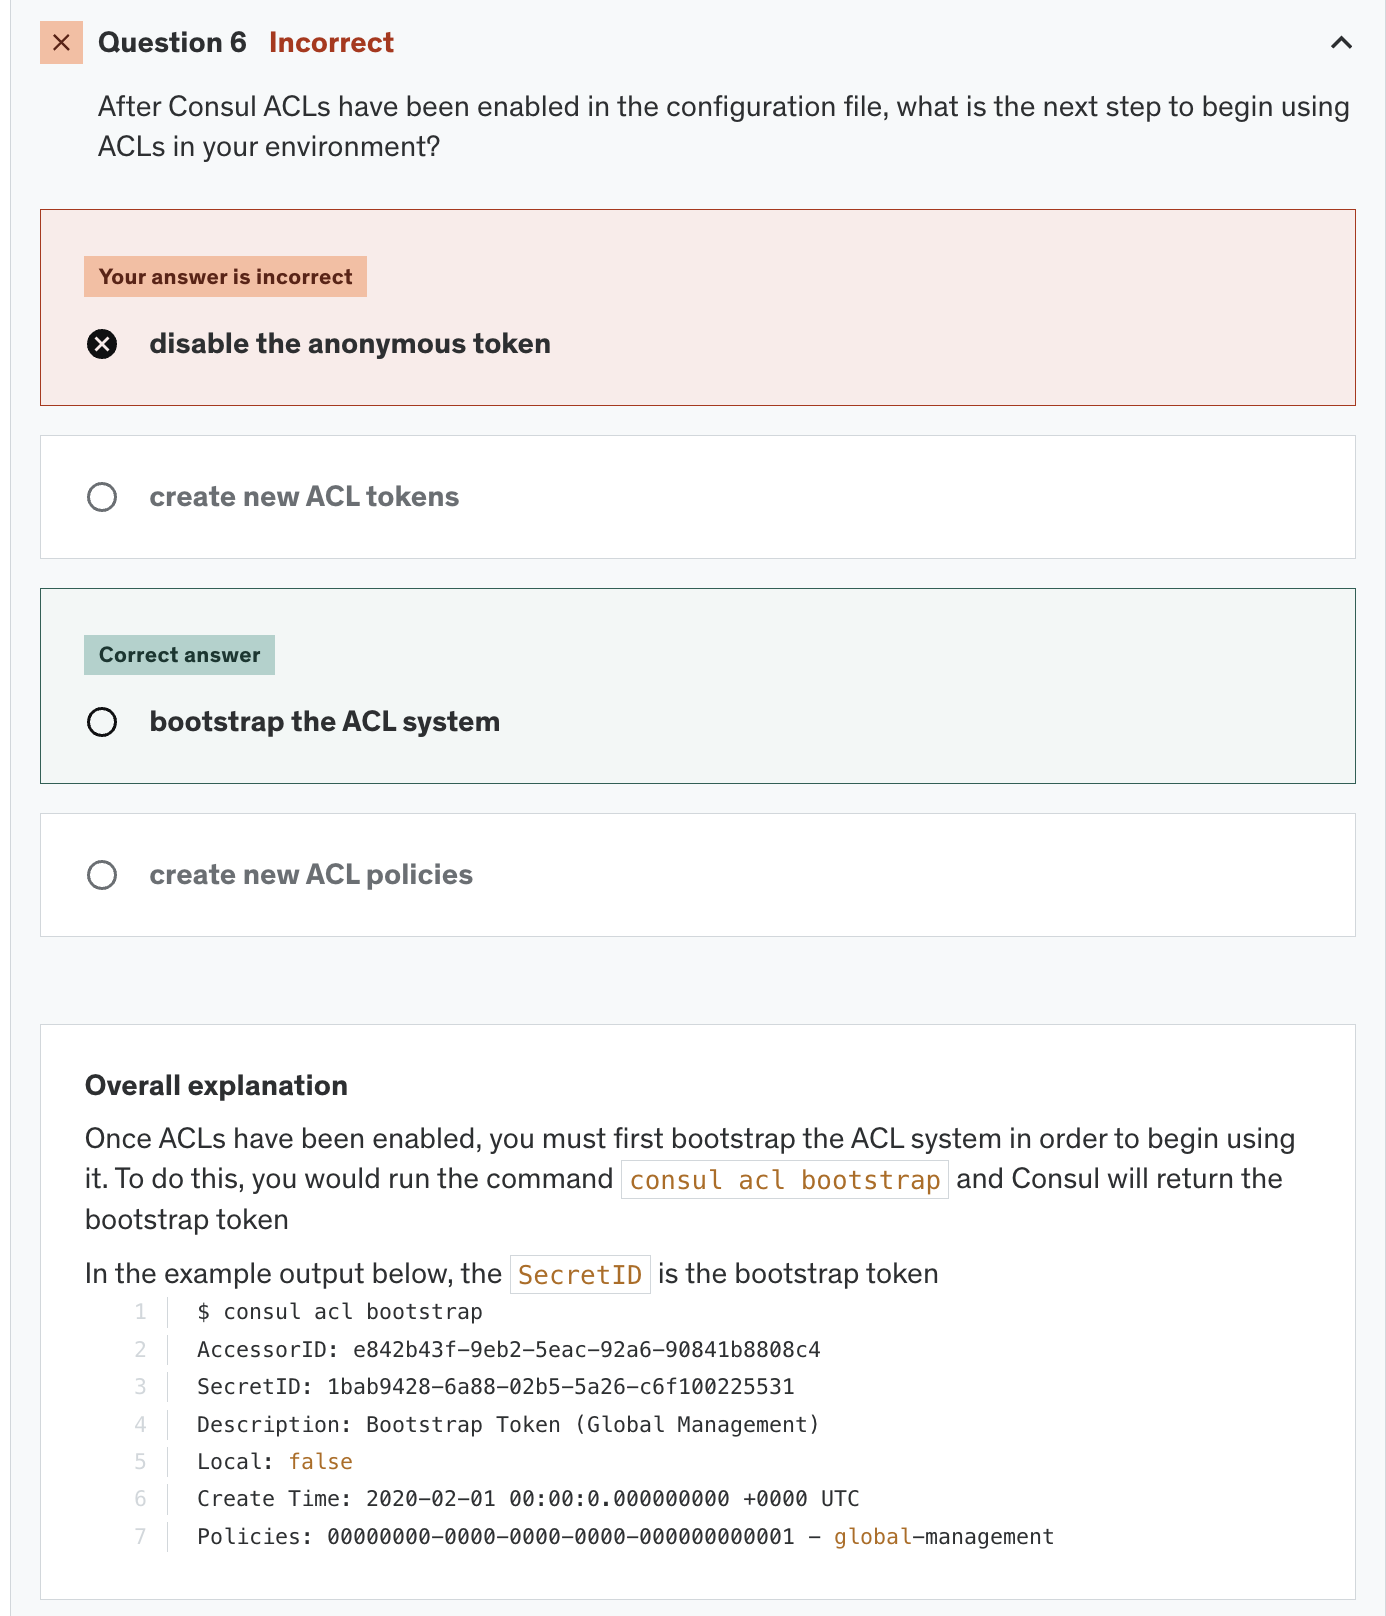 Question 6 Incorrect
After Consul ACLs have been enabled in the configuration file, what is the next step to begin using
ACLs in your environment?
Your answer is incorrect
disable the anonymous token
create new ACL tokens
Correct answer
bootstrap the ACL system
create new ACL policies
Overall explanation
Once ACLs have been enabled, you must first bootstrap the ACL system in order to begin using
it. To do this, you would run the command consul acl bootstrap and Consul will return the
bootstrap token
In the example output below, the SecretID is the bootstrap token
1 $ consul acl bootstrap
2 AccessorID: e842b43f-9eb2-5eac-92a6-90841b8808c4
3 SecretID: 1bab9428-6a88-02b5-5a26-c6f100225531
4 Description: Bootstrap Token (Global Management)
5 Local: false
6 Create Time: 2020-02-01 00:00:0.000000000 +0000 UTC
7 Policies: 00000000-0000-0000-0000-000000000001 - global-management